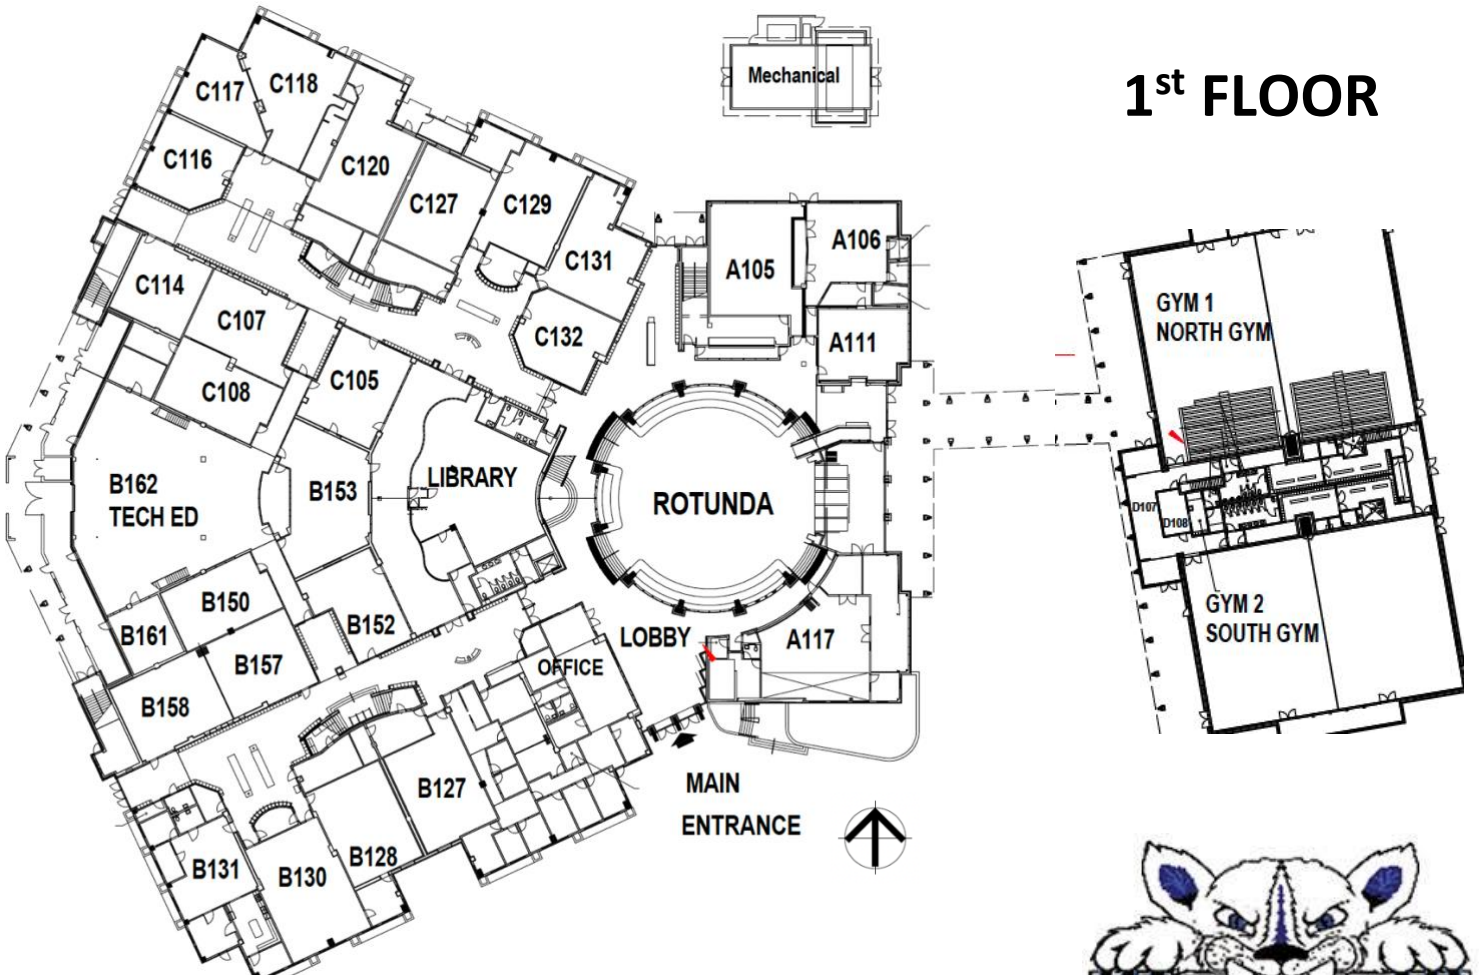 1st FLOOR
Mechanical
C117
C118
C116
C120
C127
C129
C131
C132
C114
C107
C108
C105
A105
A106
A111
GYM 1
NORTH GYM
B162
TECH ED
B153
LIBRARY
ROTUNDA
D107
D108
GYM 2
SOUTH GYM
B150
B161
B152
B157
B158
LOBBY
OFFICE
A117
B127
B128
B131
B130
MAIN
ENTRANCE